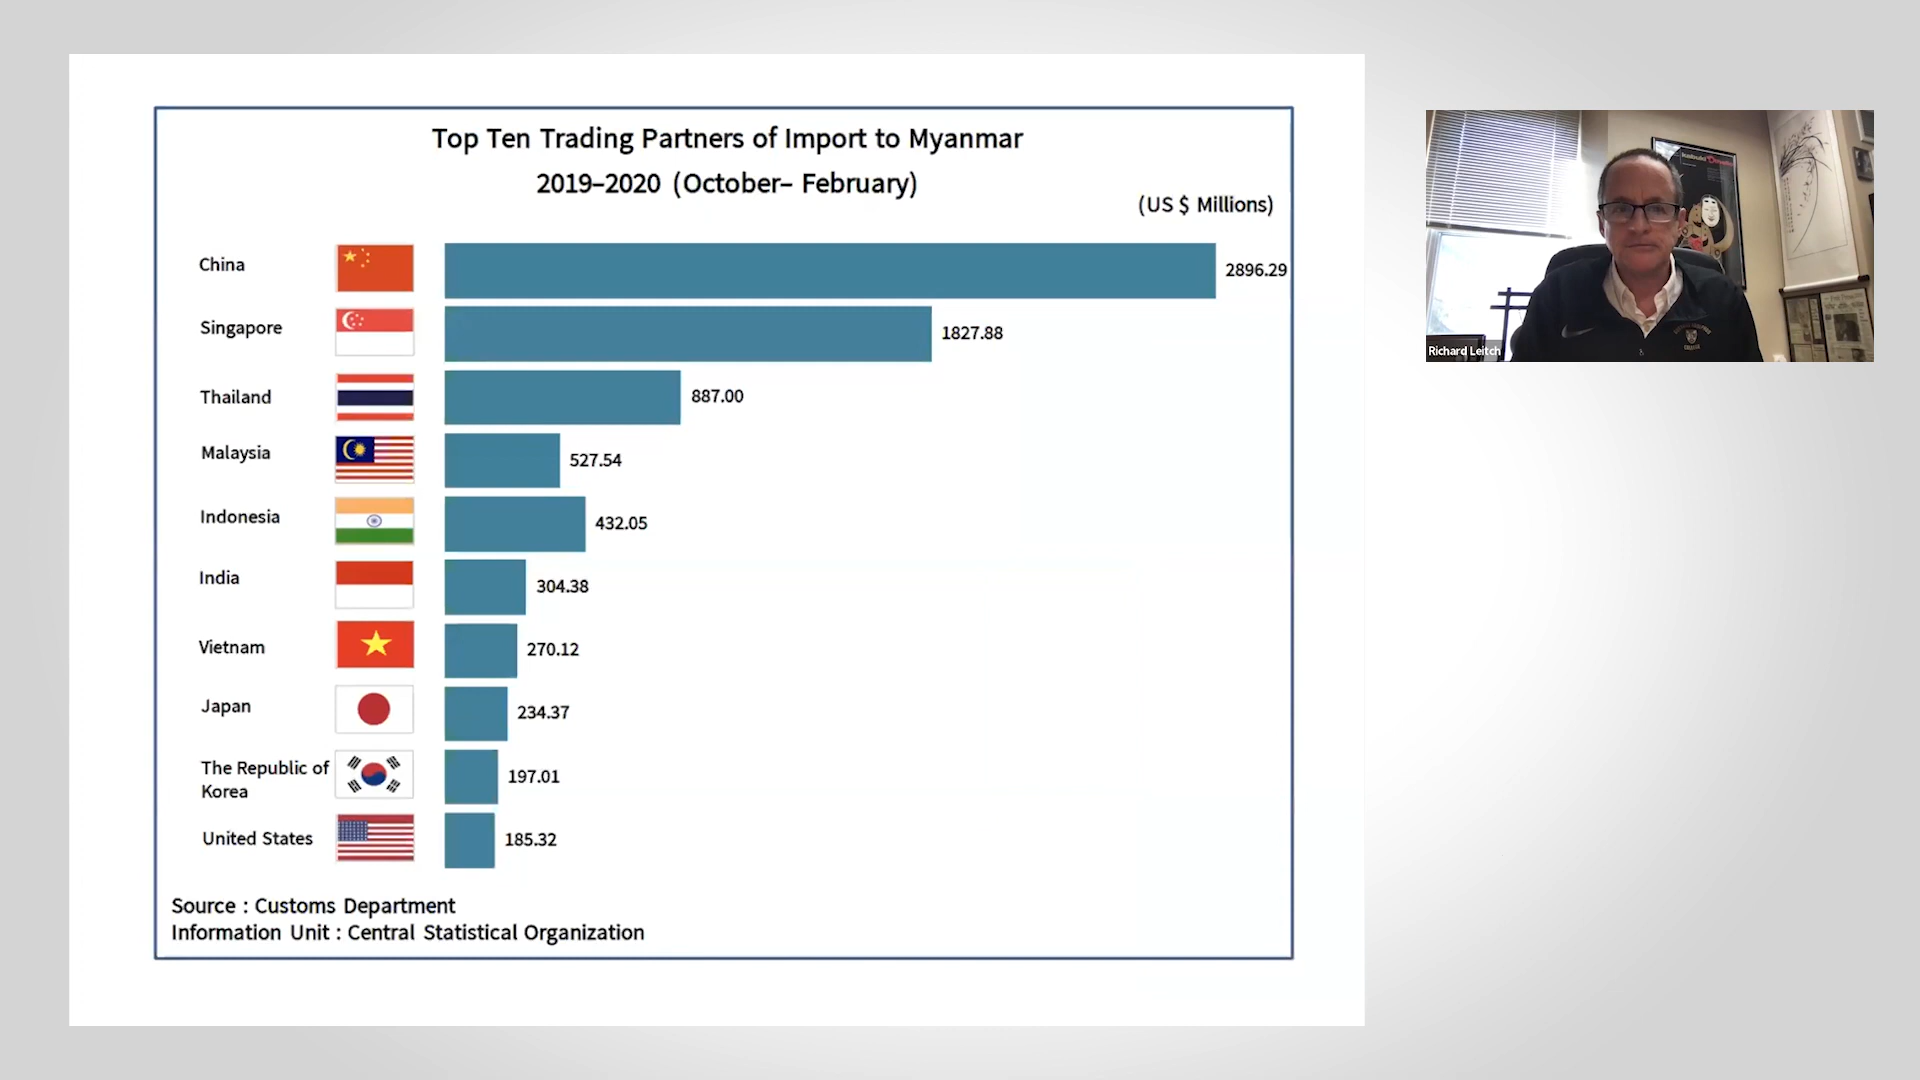 Top Ten Trading Partners of Import to Myanmar
2019–2020 (October– February)
(US $ Millions)
China 2896.29
Singapore 1827.88
Thailand 887.00
Malaysia 527.54
Indonesia 432.05
India 304.38
Vietnam 270.12
Japan 234.37
The Republic of
Korea 197.01
United States 185.32
Source : Customs Department
Information Unit : Central Statistical Organization
Richard Leitch